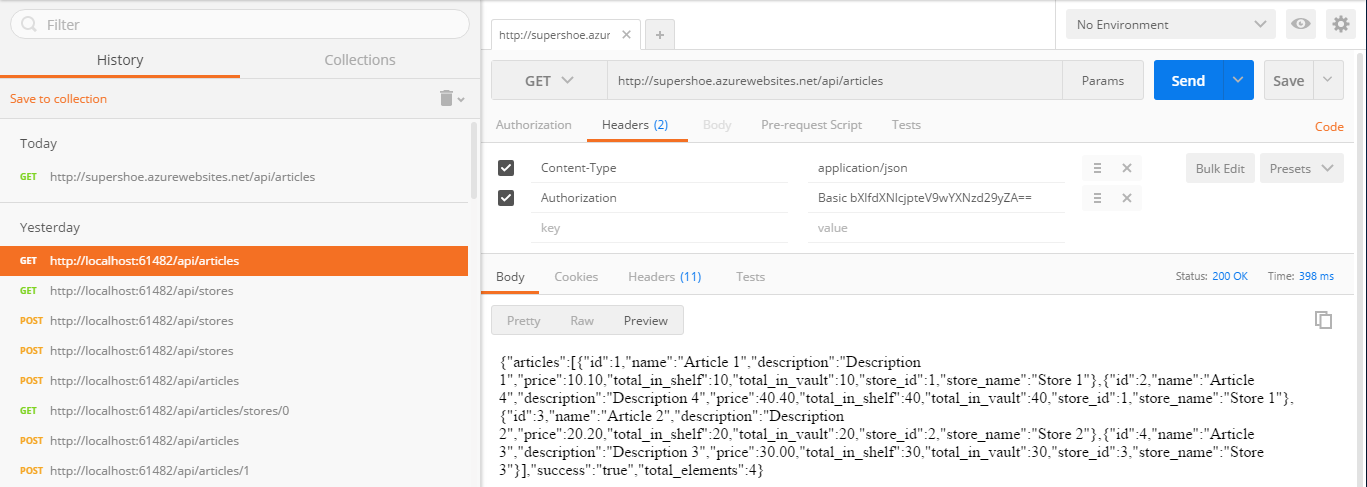 Filter
History Collections
Save to collection
Today
GET http://supershoe.azurewebsites.net/api/articles
Yesterday
GET http://localhost:61482/api/articles
GET http://localhost:61482/api/stores
POST http://localhost:61482/api/stores
POST http://localhost:61482/api/stores
POST http://localhost:61482/api/articles
GET http://localhost:61482/api/articles/stores/0
POST http://localhost:61482/api/articles
POST http://localhost:61482/api/articles/1
http://supershoe.azur
No Environment
GET http://supershoe.azurewebsites.net/api/articles Params Send Save
Authorization Headers (2) Body Pre-request Script Tests Code
Content-Type application/json Bulk Edit Presets
Authorization Basic bXlfdXNlcjpteV9wYXNzd29yZA==
key value
Body Cookies Headers (11) Tests Status: 200 OK Time: 398 ms
Pretty Raw Preview
{"articles":[{"id":1,"name":"Article 1","description":"Description
1","price":10.10,"total_in_shelf":10,"total_in_vault":10,"store_id":1,"store_name":"Store 1"},{"id":2,"name":"Article
4","description":"Description 4","price":40.40,"total_in_shelf":40,"total_in_vault":40,"store_id":1,"store_name":"Store 1"},
{"id":3,"name":"Article 2","description":"Description
2","price":20.20,"total_in_shelf":20,"total_in_vault":20,"store_id":2,"store_name":"Store 2"},{"id":4,"name":"Article
3","description":"Description 3","price":30.00,"total_in_shelf":30,"total_in_vault":30,"store_id":3,"store_name":"Store
3"}],"success":"true","total_elements":4}